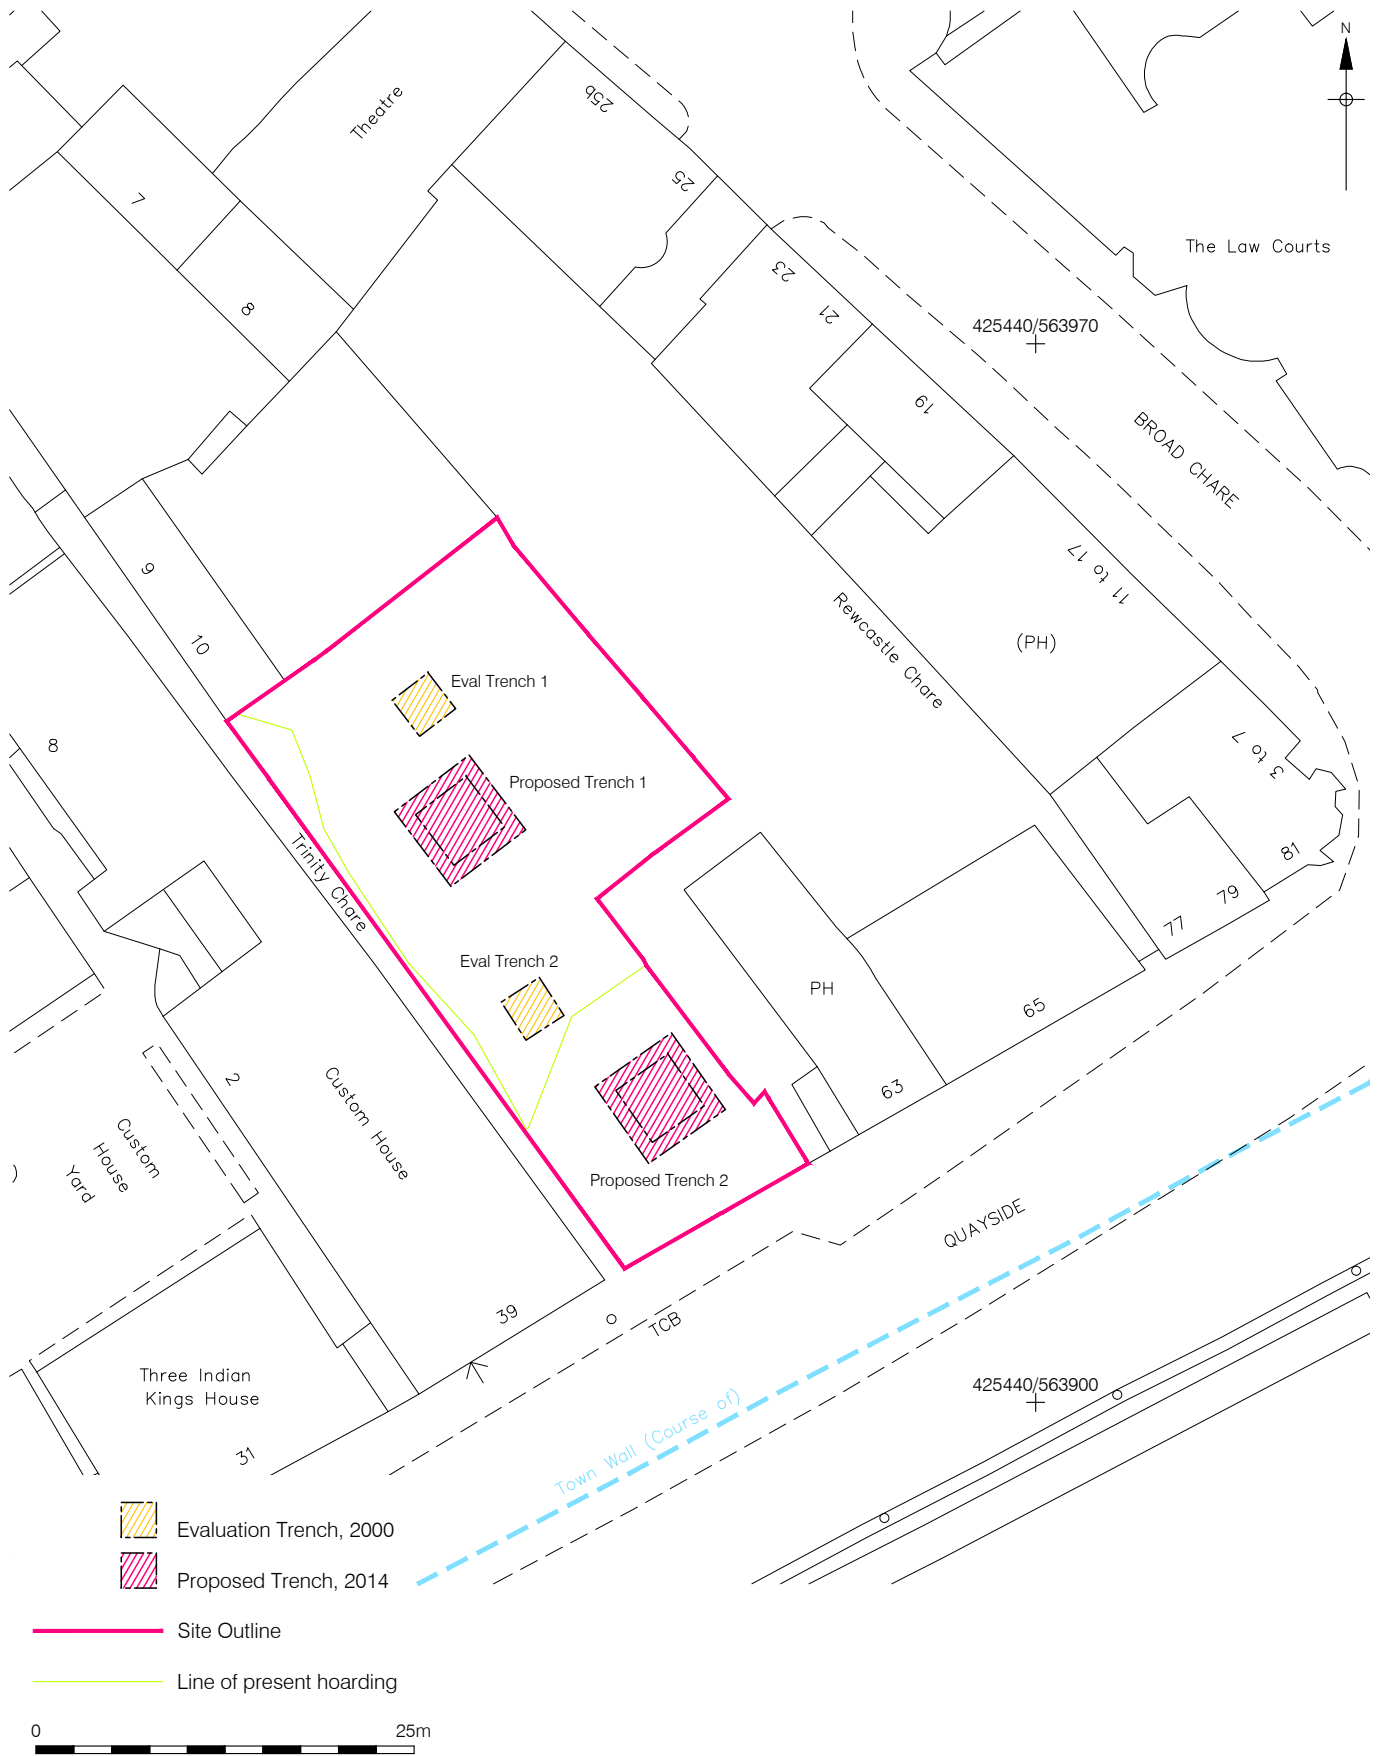 N
25b
Theatre
25
7
The Law Courts
23
8
21
425440/563970
19
BROAD CHARE
11 to 17
9
Rewcastle Chare
10
(PH)
Eval Trench 1
8
3 to 7
Proposed Trench 1
Trinity Chare
81
79
77
Eval Trench 2
PH
65
2
Custom House
63
Custom
House
Yard
)
Proposed Trench 2
QUAYSIDE
39
TCB
Three Indian
Kings House
425440/563900
Town Wall (Course of)
31
Evaluation Trench, 2000
Proposed Trench, 2014
Site Outline
Line of present hoarding
0 25m